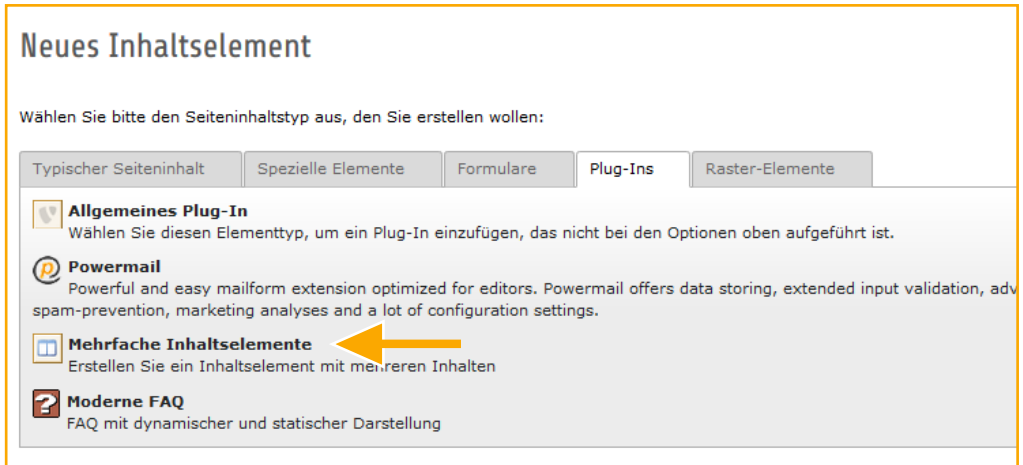 Neues Inhaltselement
Wählen Sie bitte den Seiteninhaltstyp aus, den Sie erstellen wollen:
Typischer Seiteninhalt Spezielle Elemente Formulare Plug-Ins Raster-Elemente
Allgemeines Plug-In
Wählen Sie diesen Elementtyp, um ein Plug-In einzufügen, das nicht bei den Optionen oben aufgeführt ist.
Powermail
Powerful and easy mailform extension optimized for editors. Powermail offers data storing, extended input validation, adv
spam-prevention, marketing analyses and a lot of configuration settings.
Mehrfache Inhaltselemente
Erstellen Sie ein Inhaltselement mit mehreren Inhalten
Moderne FAQ
FAQ mit dynamischer und statischer Darstellung